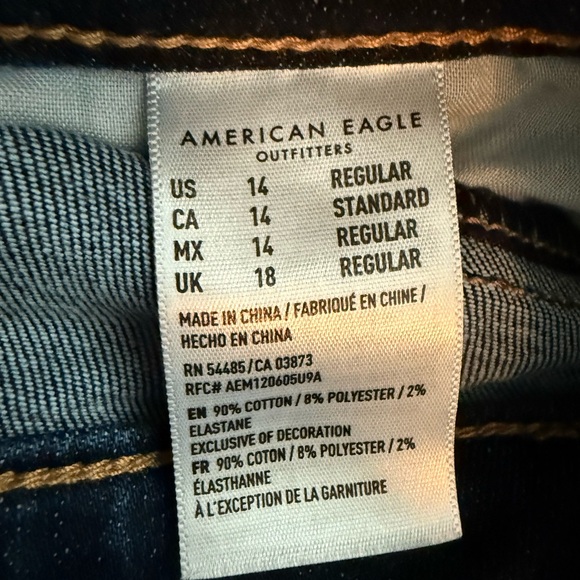 AMERICAN EAGLE
OUTFITTERS
US 14 REGULAR
CA 14 STANDARD
MX 14 REGULAR
UK 18 REGULAR
MADE IN CHINA / FABRIQUÉ EN CHINE /
HECHO EN CHINA
RN 54485 / CA 03873
RFC# AEM120605U9A
EN 90% COTTON / 8% POLYESTER / 2%
ELASTANE
EXCLUSIVE OF DECORATION
FR 90% COTON / 8% POLYESTER / 2%
ÉLASTHANNE
À L'EXCEPTION DE LA GARNITURE